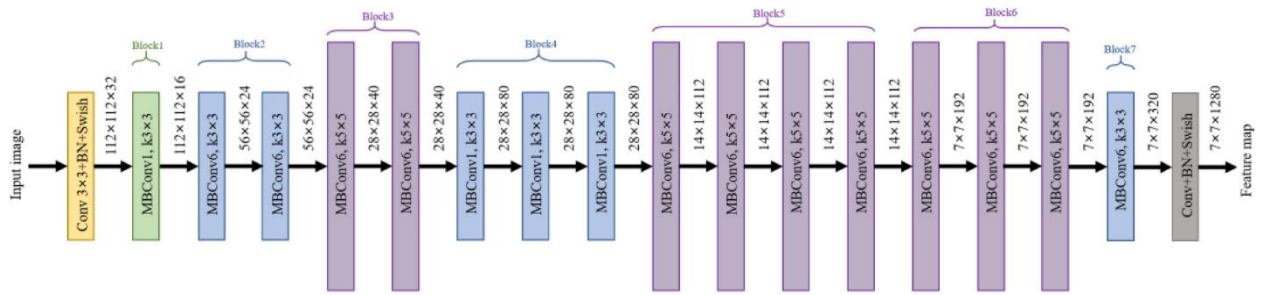 Block1
Block2
Block3
Block4
Block5
Block6
Block7
Input image
Conv 3×3+BN+Swish
112×112×32
MBConv1, k3×3
112×112×16
MBConv6, k3×3
56×56×24
MBConv6, k3×3
56×56×24
MBConv6, k5×5
28×28×40
MBConv6, k5×5
28×28×40
MBConv1, k3×3
28×28×80
MBConv1, k3×3
28×28×80
MBConv1, k3×3
28×28×80
MBConv6, k5×5
14×14×112
MBConv6, k5×5
14×14×112
MBConv6, k5×5
14×14×112
MBConv6, k5×5
14×14×112
MBConv6, k5×5
7×7×192
MBConv6, k5×5
7×7×192
MBConv6, k5×5
7×7×192
MBConv6, k3×3
7×7×320
Conv+BN+Swish
7×7×1280
Feature map